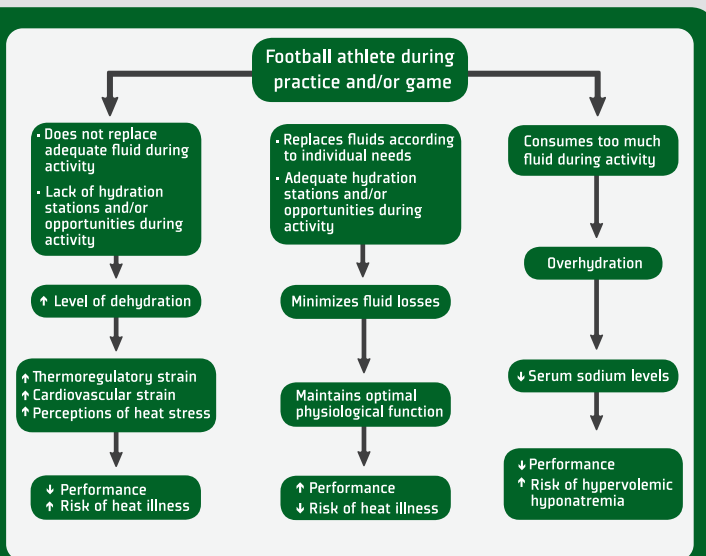 Football athlete during
practice and/or game
▪ Does not replace
adequate fluid during
activity
▪ Lack of hydration
stations and/or
opportunities during
activity
↑ Level of dehydration
↑ Thermoregulatory strain
↑ Cardiovascular strain
↑ Perceptions of heat stress
↓ Performance
↑ Risk of heat illness
▪ Replaces fluids according
to individual needs
▪ Adequate hydration
stations and/or
opportunities during
activity
Minimizes fluid losses
Maintains optimal
physiological function
↑ Performance
↓ Risk of heat illness
Consumes too much
fluid during activity
Overhydration
↓ Serum sodium levels
↓ Performance
↑ Risk of hypervolemic
hyponatremia